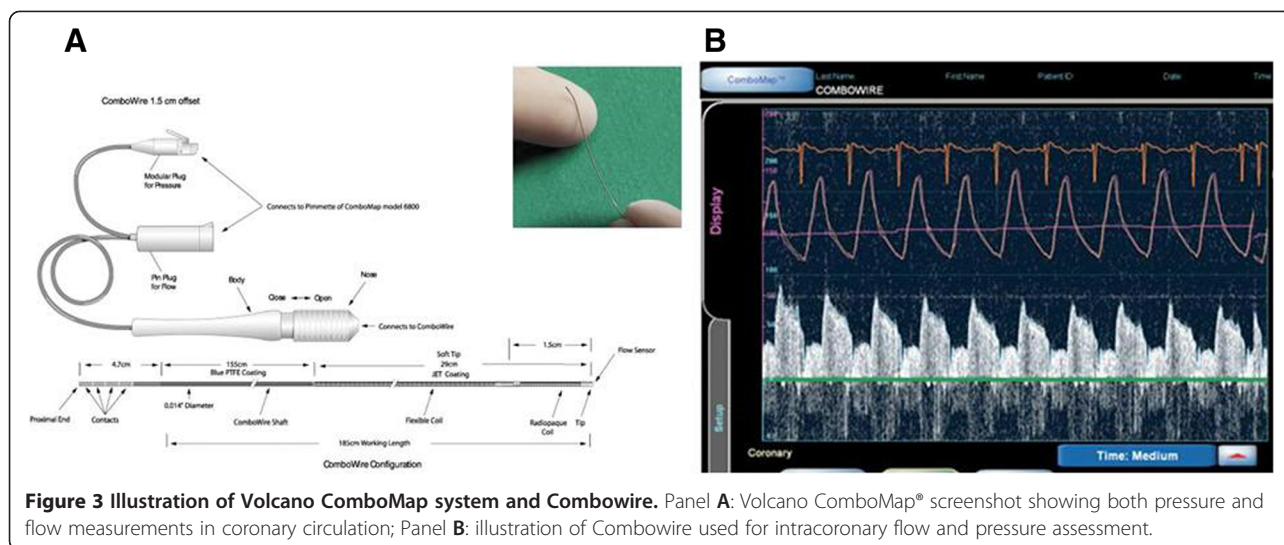 A
B
ComboWire 1.5 cm offset
Modular Plug
for Pressure
Connects to Pimmette of ComboMap model 6800
Pin Plug
for Flow
Body
Nose
Close
Open
Connects to ComboWire
1.5cm
Flow Sensor
4.7cm
155cm
Blue PTFE Coating
Soft Tip
29cm
JET Coating
Proximal End
Contacts
0.014" Diameter
ComboWire Shaft
Flexible Coil
Radiopaque
Coil
Tip
185cm Working Length
ComboWire Configuration
ComboMap™
Last Name
First Name
Patient ID
Date
Time
COMBOWIRE
Display
Setup
Coronary
Time: Medium
Figure 3 Illustration of Volcano ComboMap system and Combowire. Panel A: Volcano ComboMap® screenshot showing both pressure and
flow measurements in coronary circulation; Panel B: illustration of Combowire used for intracoronary flow and pressure assessment.